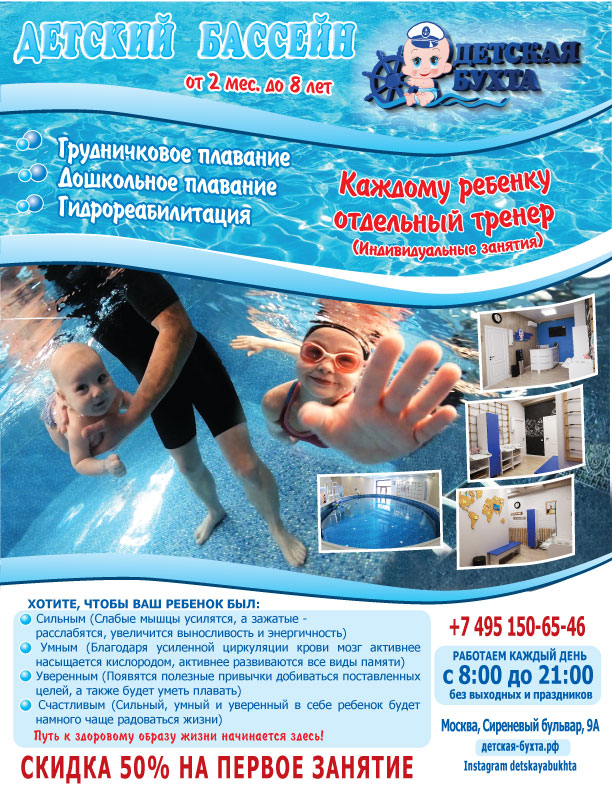 ДЕТСКИЙ БАССЕЙН
от 2 мес. до 8 лет
ДЕТСКАЯ
БУХТА
Грудничковое плавание
Дошкольное плавание
Гидрореабилитация
Каждому ребенку
отдельный тренер
(Индивидуальные занятия)
ХОТИТЕ, ЧТОБЫ ВАШ РЕБЕНОК БЫЛ:
Сильным (Слабые мышцы усилятся, а зажатые -
расслабятся, увеличится выносливость и энергичность)
Умным (Благодаря усиленной циркуляции крови мозг активнее
насыщается кислородом, активнее развиваются все виды памяти)
Уверенным (Появятся полезные привычки добиваться поставленных
целей, а также будет уметь плавать)
Счастливым (Сильный, умный и уверенный в себе ребенок будет
намного чаще радоваться жизни)
Путь к здоровому образу жизни начинается здесь!
СКИДКА 50% НА ПЕРВОЕ ЗАНЯТИЕ
+7 495 150-65-46
РАБОТАЕМ КАЖДЫЙ ДЕНЬ
с 8:00 до 21:00
без выходных и праздников
Москва, Сиреневый бульвар, 9А
детская-бухта.рф
Instagram detskayabukhta